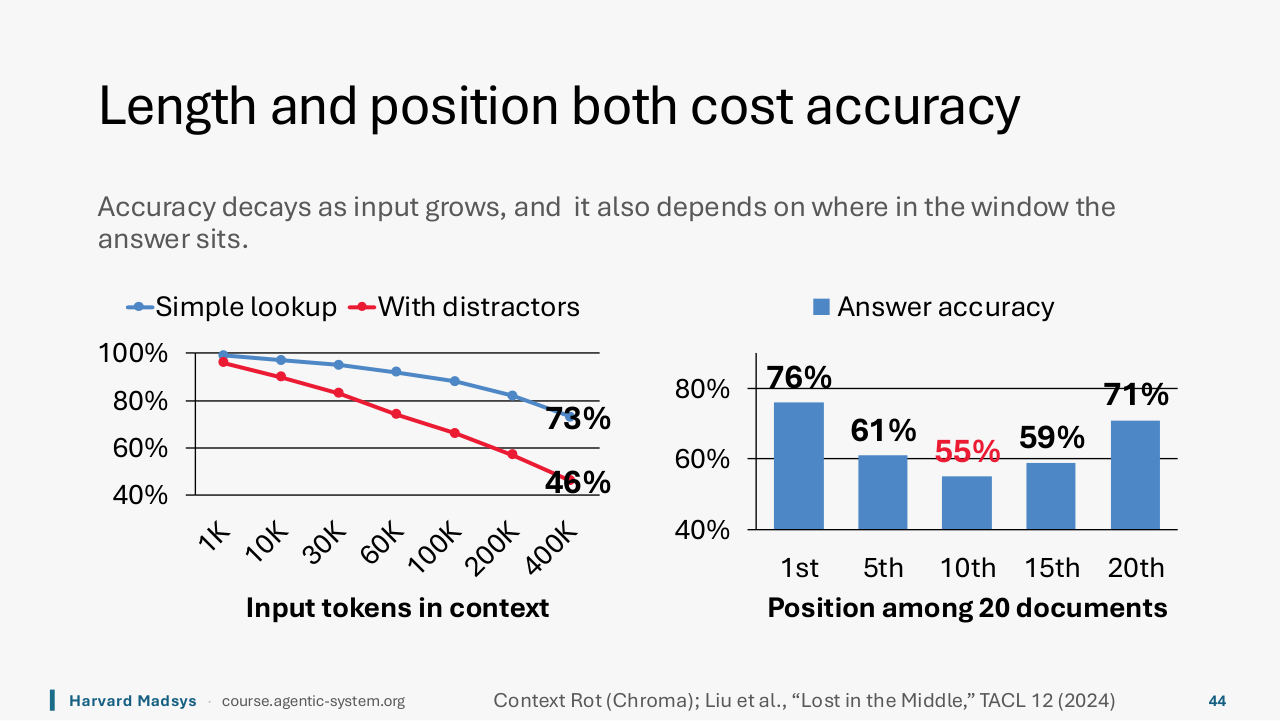 Length and position both cost accuracy
Accuracy decays as input grows, and  it also depends on where in the window the
answer sits.
Simple lookup With distractors
100%
80%
60%
40%
73%
46%
1K 10K 30K 60K 100K 200K 400K
Input tokens in context
Answer accuracy
80%
60%
40%
76% 61% 55% 59% 71%
1st 5th 10th 15th 20th
Position among 20 documents
Harvard Madsys · course.agentic-system.org
Context Rot (Chroma); Liu et al., “Lost in the Middle,” TACL 12 (2024)
44